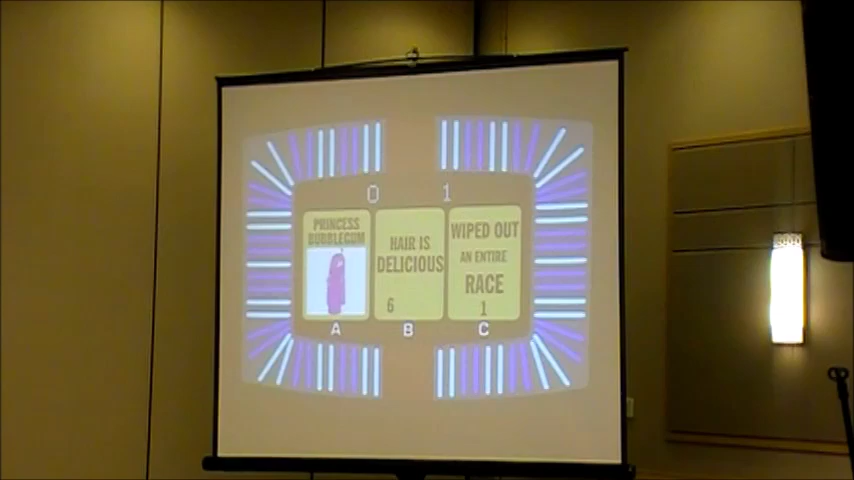 0 1
PRINCESS
BUBBLEGUM
HAIR IS
DELICIOUS
6
WIPED OUT
AN ENTIRE
RACE
1
A B C